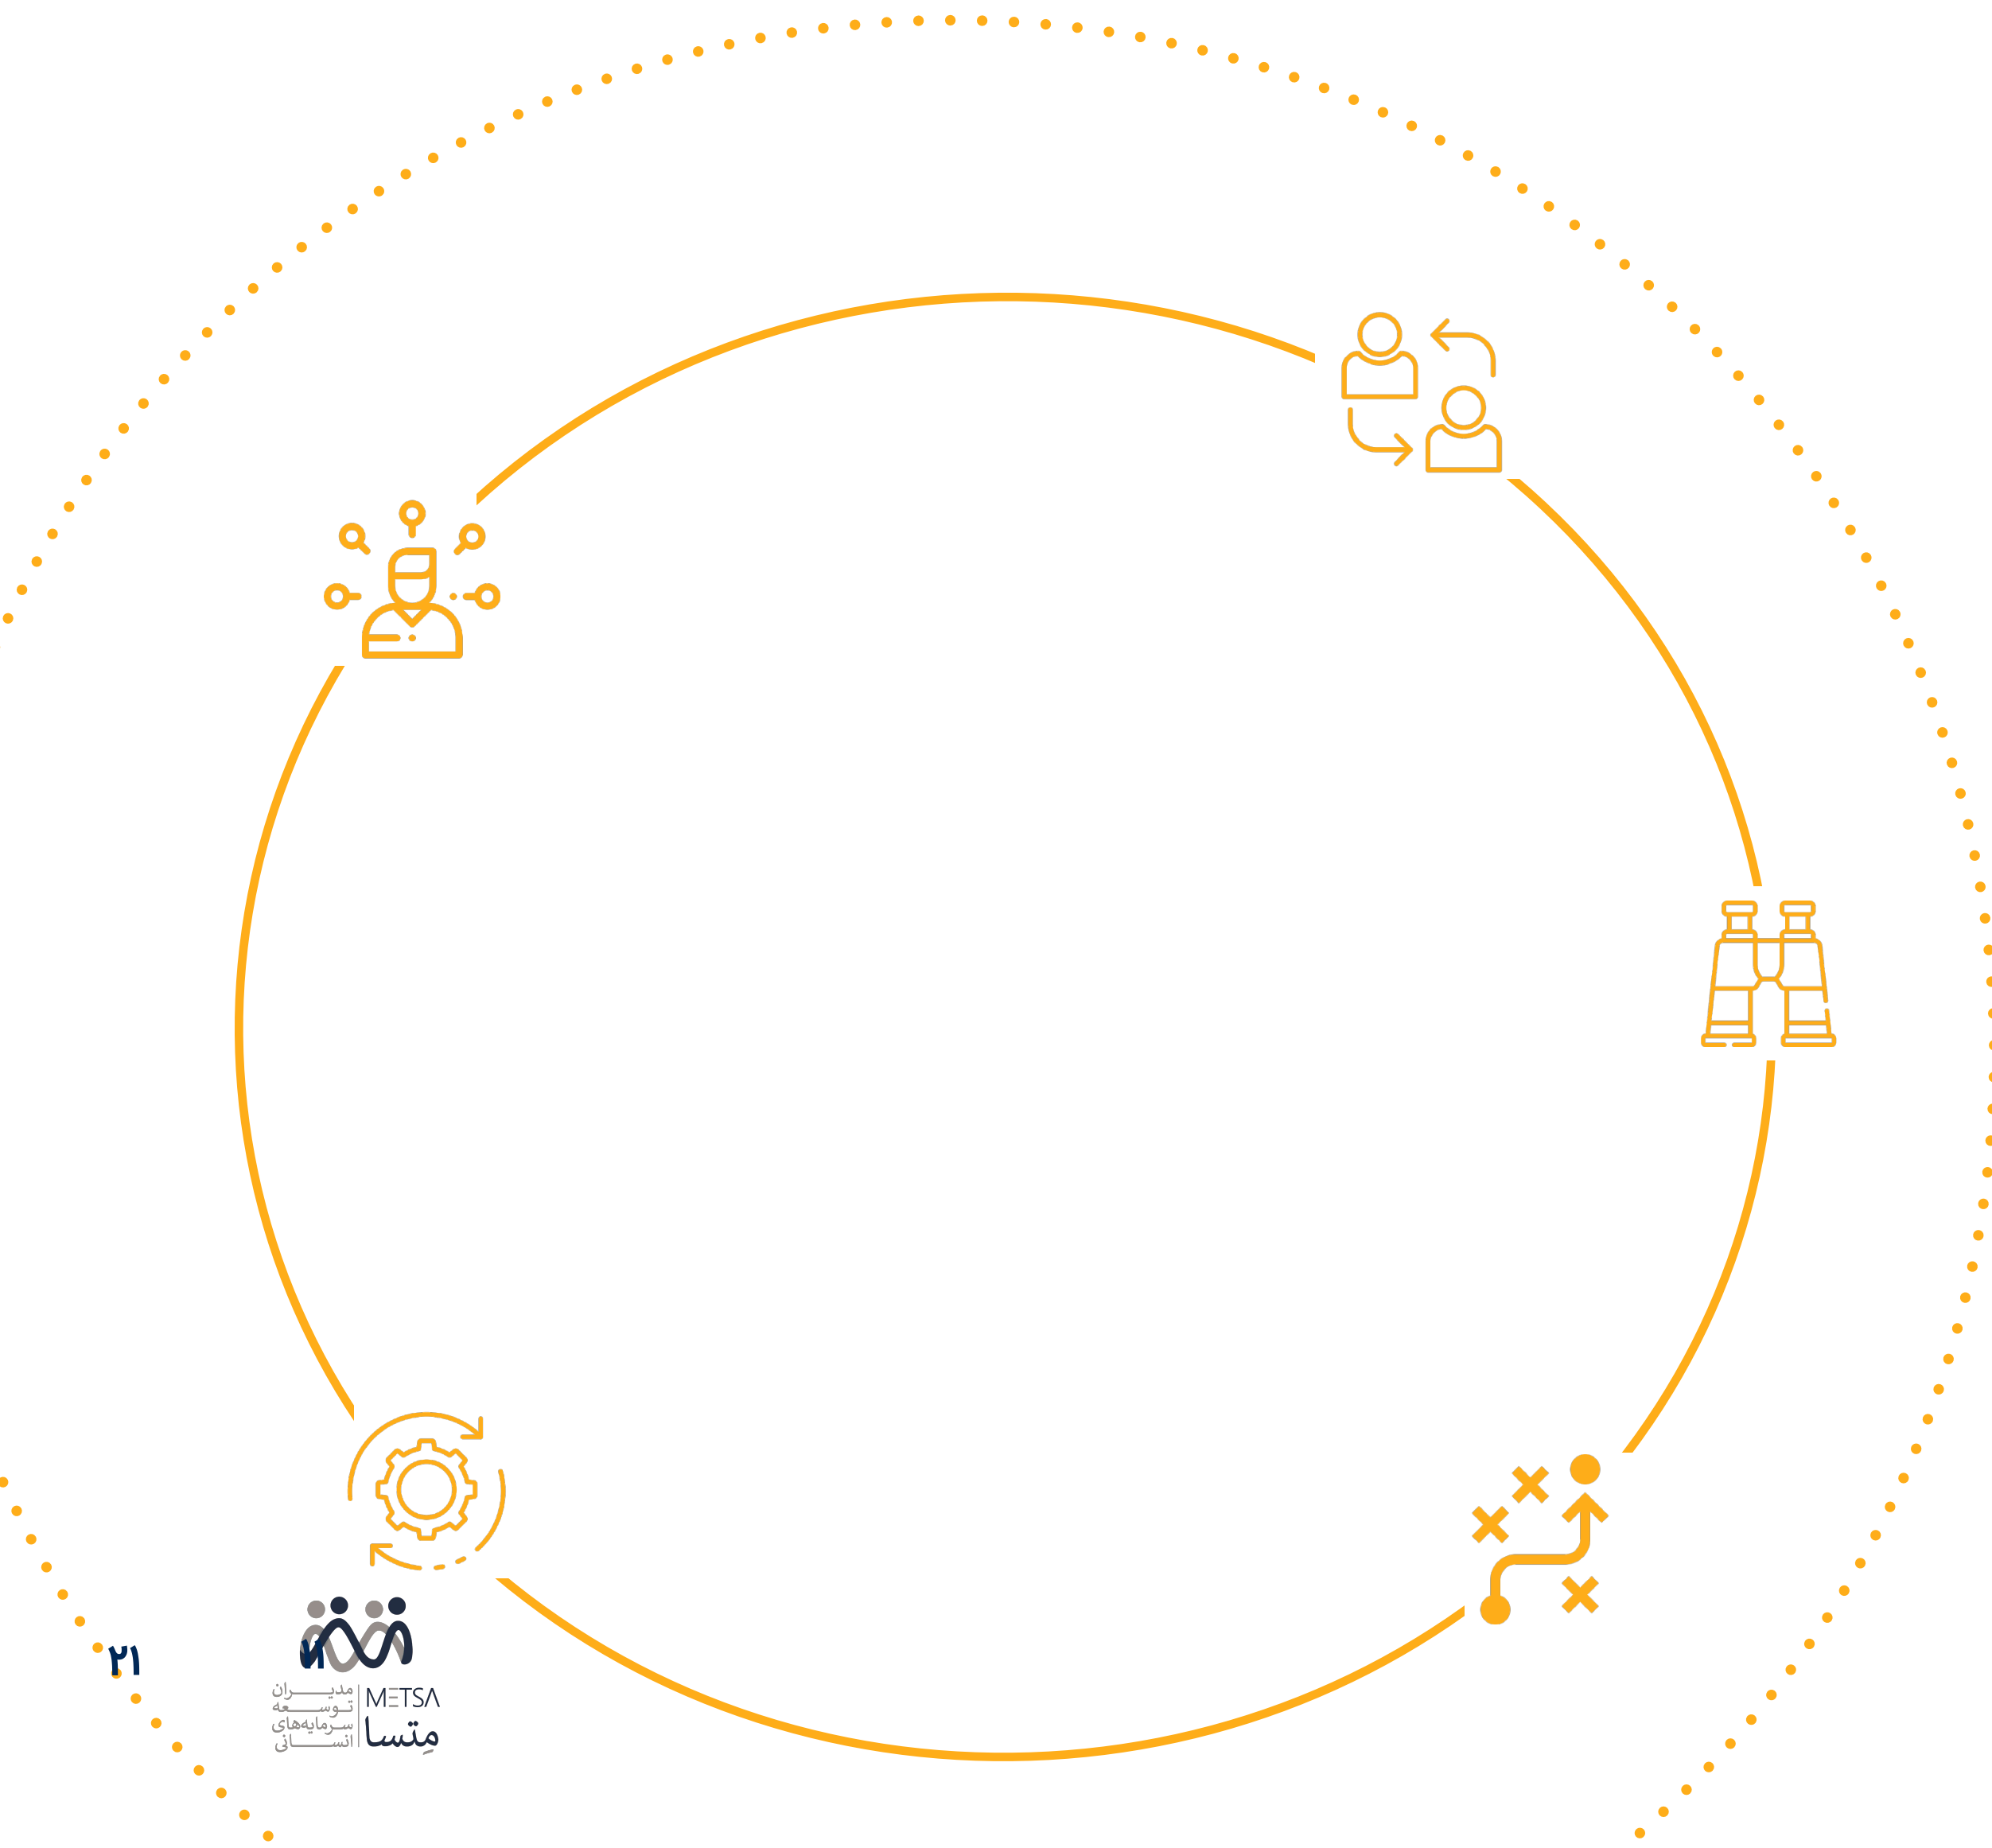 ۲۱
METSA
مِتسا
مدیران
توسعه
سرمایه‌های
انسانی